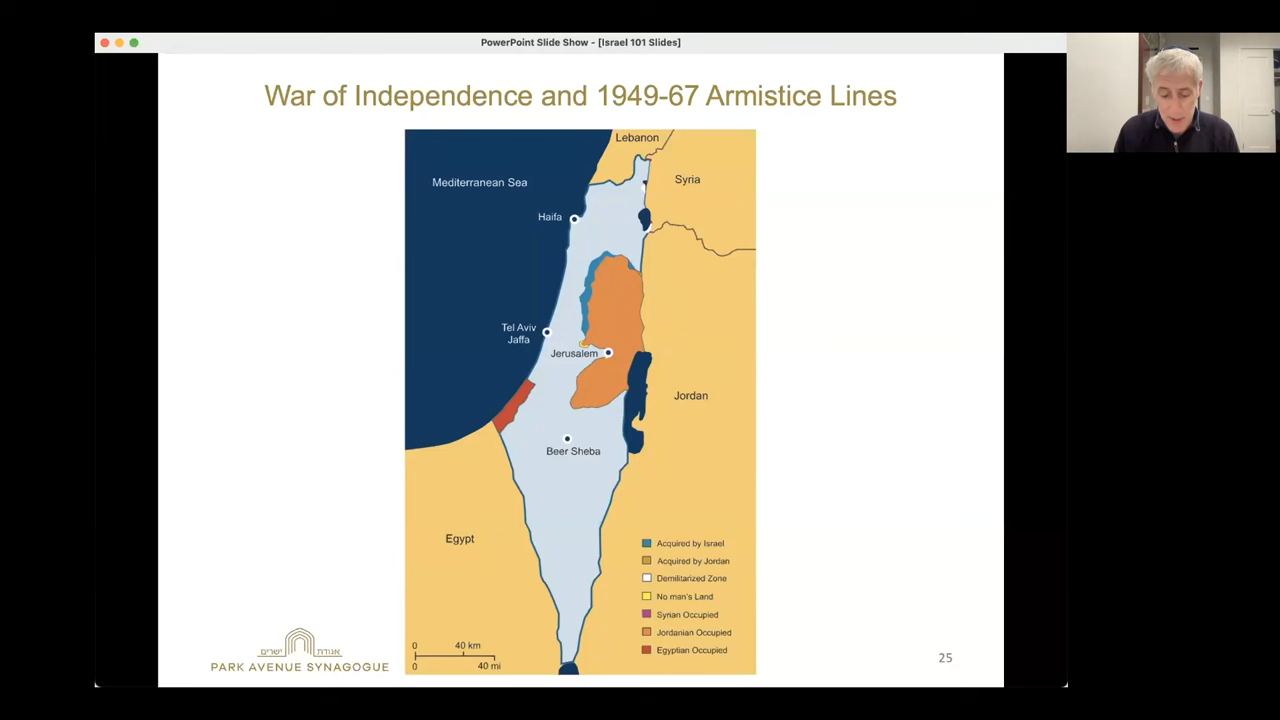 PowerPoint Slide Show - [Israel 101 Slides]
War of Independence and 1949-67 Armistice Lines
Lebanon
Mediterranean Sea
Syria
Haifa
Tel Aviv
Jaffa
Jerusalem
Jordan
Beer Sheba
Egypt
Acquired by Israel
Acquired by Jordan
Demilitarized Zone
No man's Land
Syrian Occupied
Jordanian Occupied
Egyptian Occupied
0 40 km
0 40 mi
אגודת ישרים
PARK AVENUE SYNAGOGUE
25